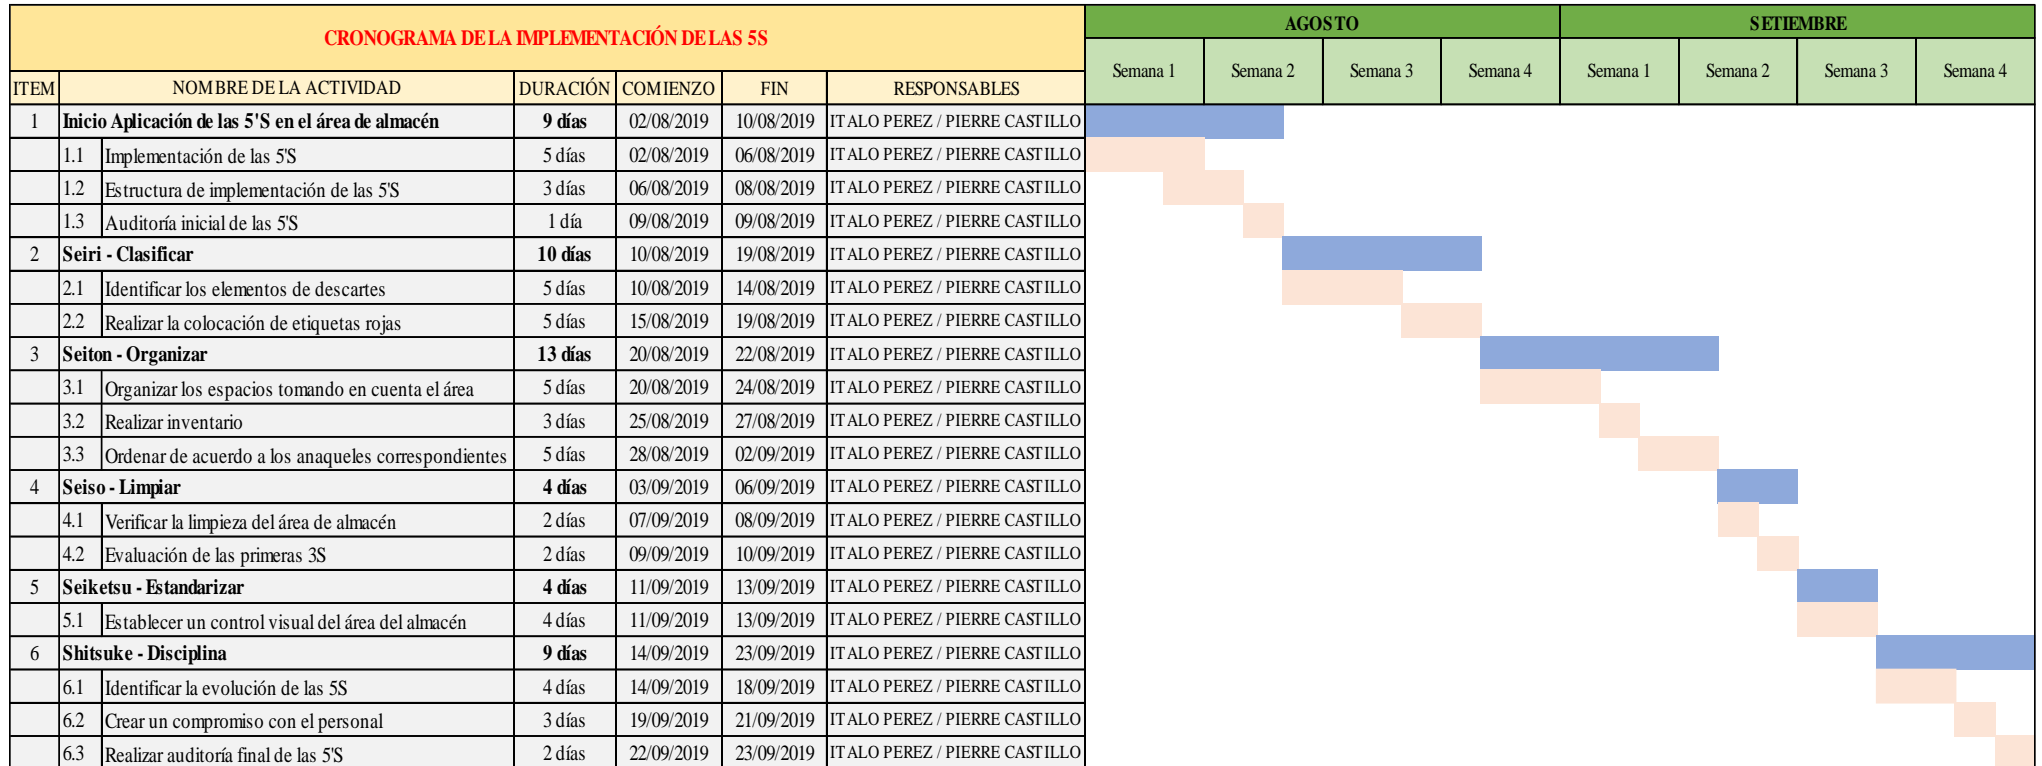 CRONOGRAMA DE LA IMPLEMENTACIÓN DE LAS 5S
AGOSTO SETIEMBRE
Semana 1 Semana 2 Semana 3 Semana 4 Semana 1 Semana 2 Semana 3 Semana 4
ITEM NOMBRE DE LA ACTIVIDAD DURACIÓN COMIENZO FIN RESPONSABLES
1 Inicio Aplicación de las 5'S en el área de almacén 9 días 02/08/2019 10/08/2019 ITALO PEREZ / PIERRE CASTILLO
1.1 Implementación de las 5'S 5 días 02/08/2019 06/08/2019 ITALO PEREZ / PIERRE CASTILLO
1.2 Estructura de implementación de las 5'S 3 días 06/08/2019 08/08/2019 ITALO PEREZ / PIERRE CASTILLO
1.3 Auditoría inicial de las 5'S 1 día 09/08/2019 09/08/2019 ITALO PEREZ / PIERRE CASTILLO
2 Seiri - Clasificar 10 días 10/08/2019 19/08/2019 ITALO PEREZ / PIERRE CASTILLO
2.1 Identificar los elementos de descartes 5 días 10/08/2019 14/08/2019 ITALO PEREZ / PIERRE CASTILLO
2.2 Realizar la colocación de etiquetas rojas 5 días 15/08/2019 19/08/2019 ITALO PEREZ / PIERRE CASTILLO
3 Seiton - Organizar 13 días 20/08/2019 22/08/2019 ITALO PEREZ / PIERRE CASTILLO
3.1 Organizar los espacios tomando en cuenta el área 5 días 20/08/2019 24/08/2019 ITALO PEREZ / PIERRE CASTILLO
3.2 Realizar inventario 3 días 25/08/2019 27/08/2019 ITALO PEREZ / PIERRE CASTILLO
3.3 Ordenar de acuerdo a los anaqueles correspondientes 5 días 28/08/2019 02/09/2019 ITALO PEREZ / PIERRE CASTILLO
4 Seiso - Limpiar 4 días 03/09/2019 06/09/2019 ITALO PEREZ / PIERRE CASTILLO
4.1 Verificar la limpieza del área de almacén 2 días 07/09/2019 08/09/2019 ITALO PEREZ / PIERRE CASTILLO
4.2 Evaluación de las primeras 3S 2 días 09/09/2019 10/09/2019 ITALO PEREZ / PIERRE CASTILLO
5 Seiketsu - Estandarizar 4 días 11/09/2019 13/09/2019 ITALO PEREZ / PIERRE CASTILLO
5.1 Establecer un control visual del área del almacén 4 días 11/09/2019 13/09/2019 ITALO PEREZ / PIERRE CASTILLO
6 Shitsuke - Disciplina 9 días 14/09/2019 23/09/2019 ITALO PEREZ / PIERRE CASTILLO
6.1 Identificar la evolución de las 5S 4 días 14/09/2019 18/09/2019 ITALO PEREZ / PIERRE CASTILLO
6.2 Crear un compromiso con el personal 3 días 19/09/2019 21/09/2019 ITALO PEREZ / PIERRE CASTILLO
6.3 Realizar auditoría final de las 5'S 2 días 22/09/2019 23/09/2019 ITALO PEREZ / PIERRE CASTILLO